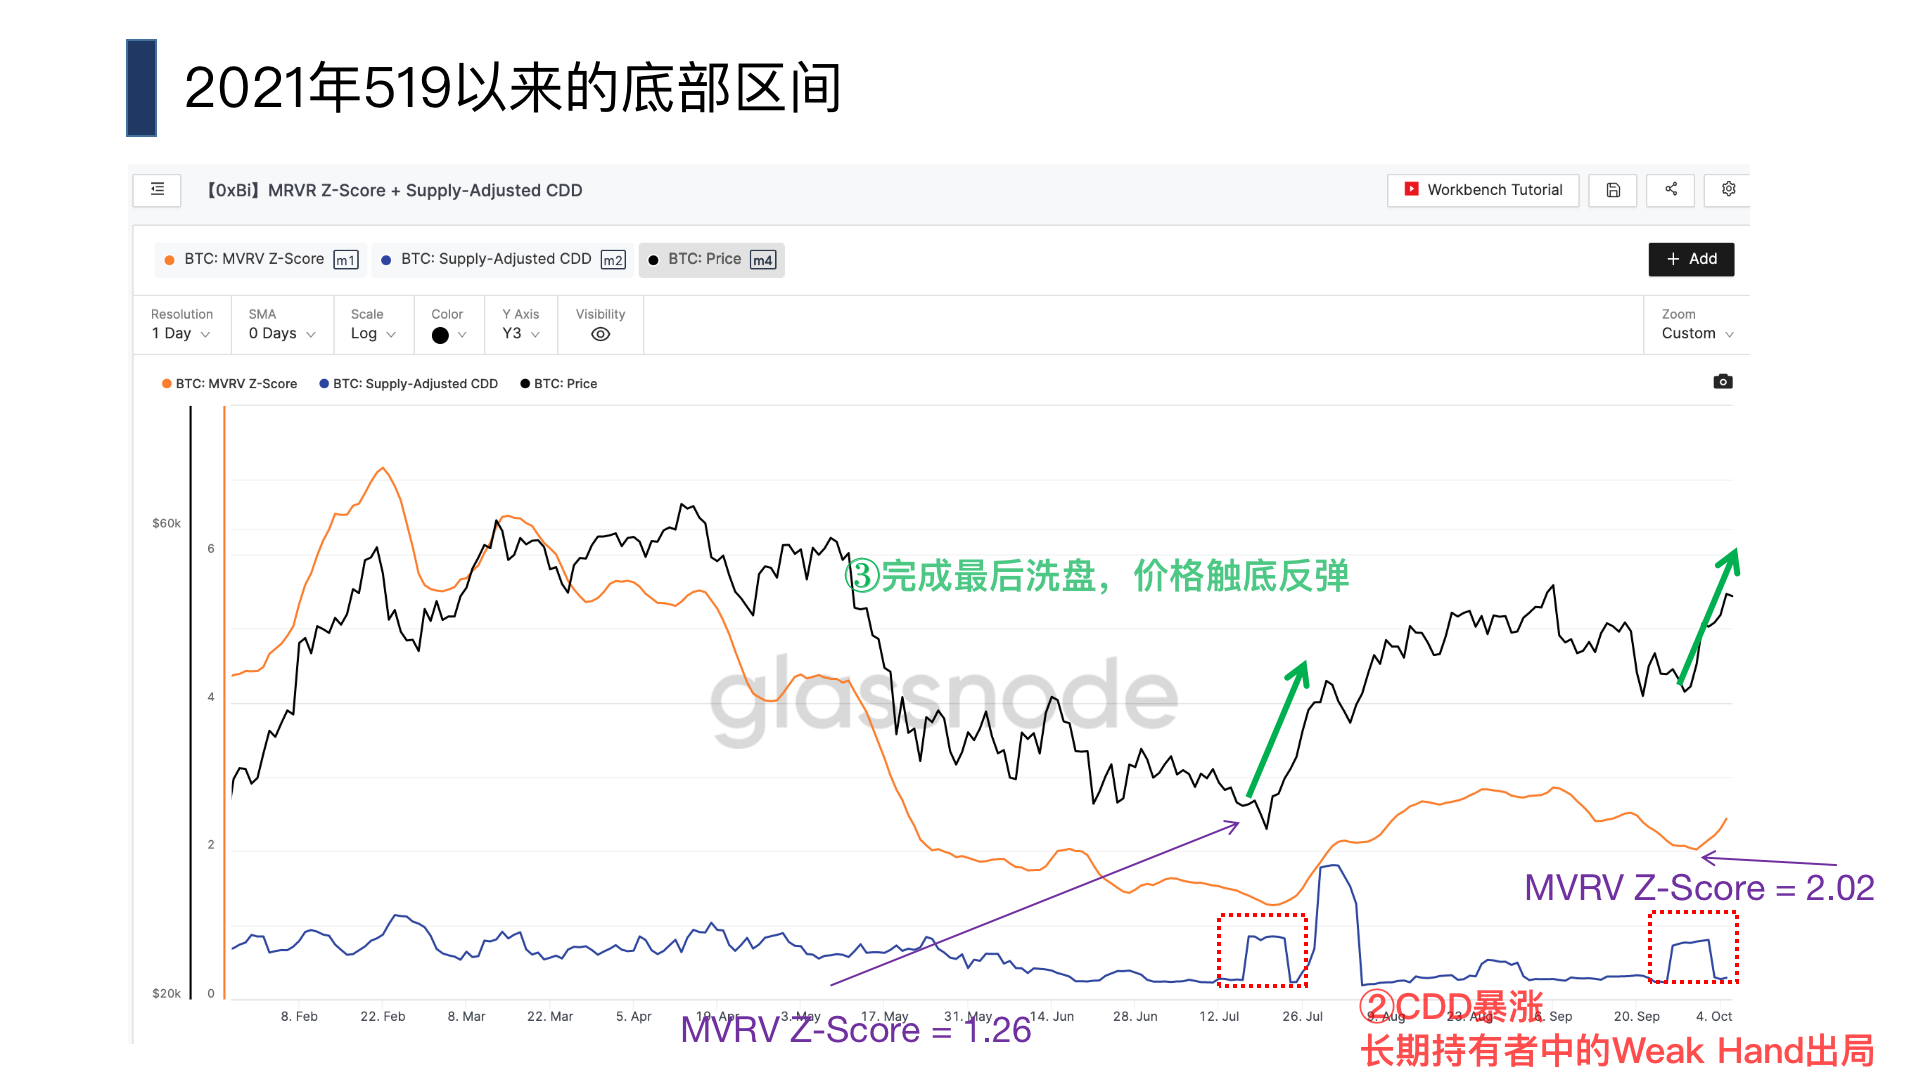 2021年519以来的底部区间
【0xBi】MRVR Z-Score + Supply-Adjusted CDD
Workbench Tutorial
BTC: MVRV Z-Score m1
BTC: Supply-Adjusted CDD m2
BTC: Price m4
+ Add
Resolution
1 Day
SMA
0 Days
Scale
Log
Color
Y Axis
Y3
Visibility
Zoom
Custom
BTC: MVRV Z-Score
BTC: Supply-Adjusted CDD
BTC: Price
$60k
6
③完成最后洗盘，价格触底反弹
glassnode
4
2
MVRV Z-Score = 2.02
$20k
0
8. Feb
22. Feb
8. Mar
22. Mar
5. Apr
19. Apr
3. May
17. May
31. May
14. Jun
28. Jun
12. Jul
26. Jul
9. Aug
23. Aug
6. Sep
20. Sep
4. Oct
MVRV Z-Score = 1.26
②CDD暴涨
长期持有者中的Weak Hand出局